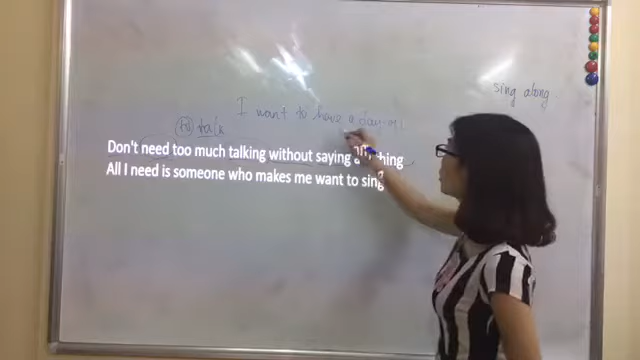 sing along
I want to have a day off!
(to) talk
Don't need too much talking without saying anything
All I need is someone who makes me want to sing